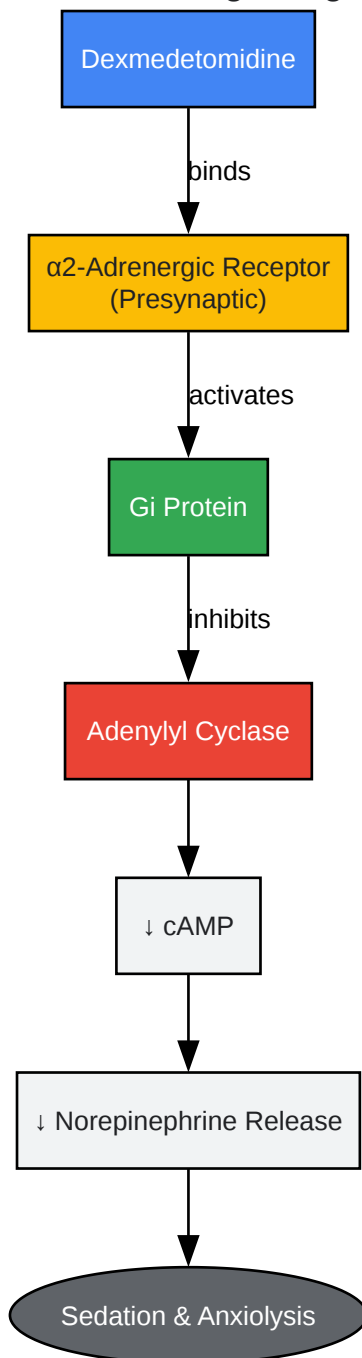 Dexmedetomidine
binds
α2-Adrenergic Receptor
(Presynaptic)
activates
Gi Protein
inhibits
Adenylyl Cyclase
↓ cAMP
↓ Norepinephrine Release
Sedation & Anxiolysis